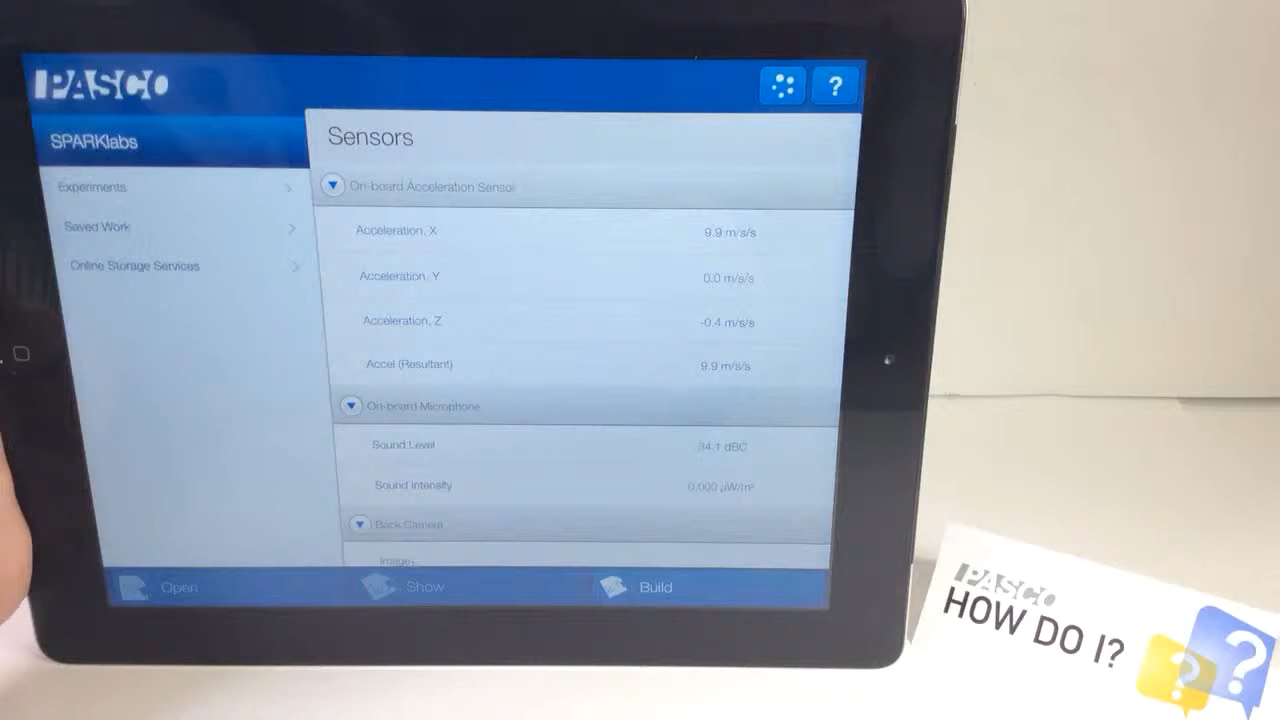 PASCO
?
SPARKlabs
Experiments
Saved Work
Online Storage Services
Sensors
On-board Acceleration Sensor
Acceleration, X 9.9 m/s/s
Acceleration, Y 0.0 m/s/s
Acceleration, Z -0.4 m/s/s
Accel (Resultant) 9.9 m/s/s
On-board Microphone
Sound Level 34.1 dBC
Sound Intensity 0.000 µW/m²
Back Camera
Image
Open Show Build
PASCO
HOW DO I?
? ?